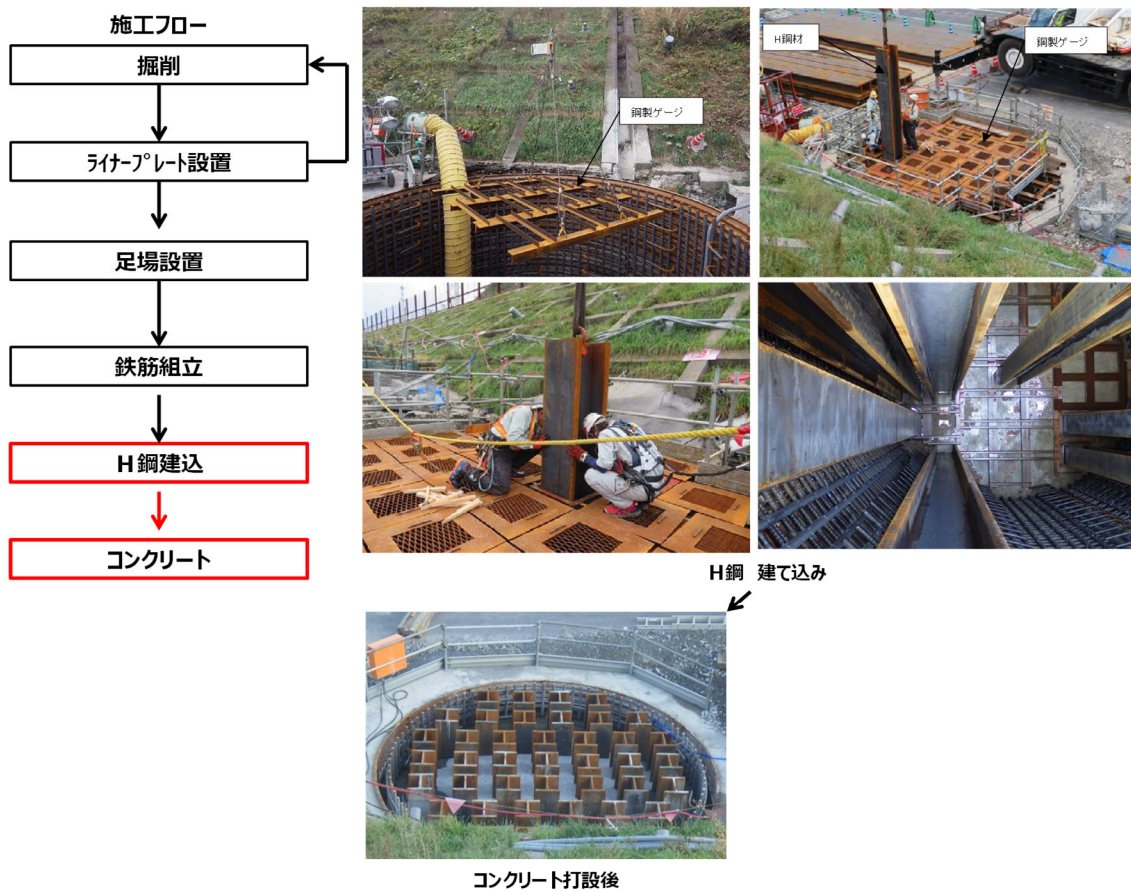 施工フロー
掘削
ﾗｲﾅｰﾌﾟﾚｰﾄ設置
足場設置
鉄筋組立
H鋼建込
コンクリート
鋼製ゲージ
H鋼材
鋼製ゲージ
H鋼 建て込み
コンクリート打設後